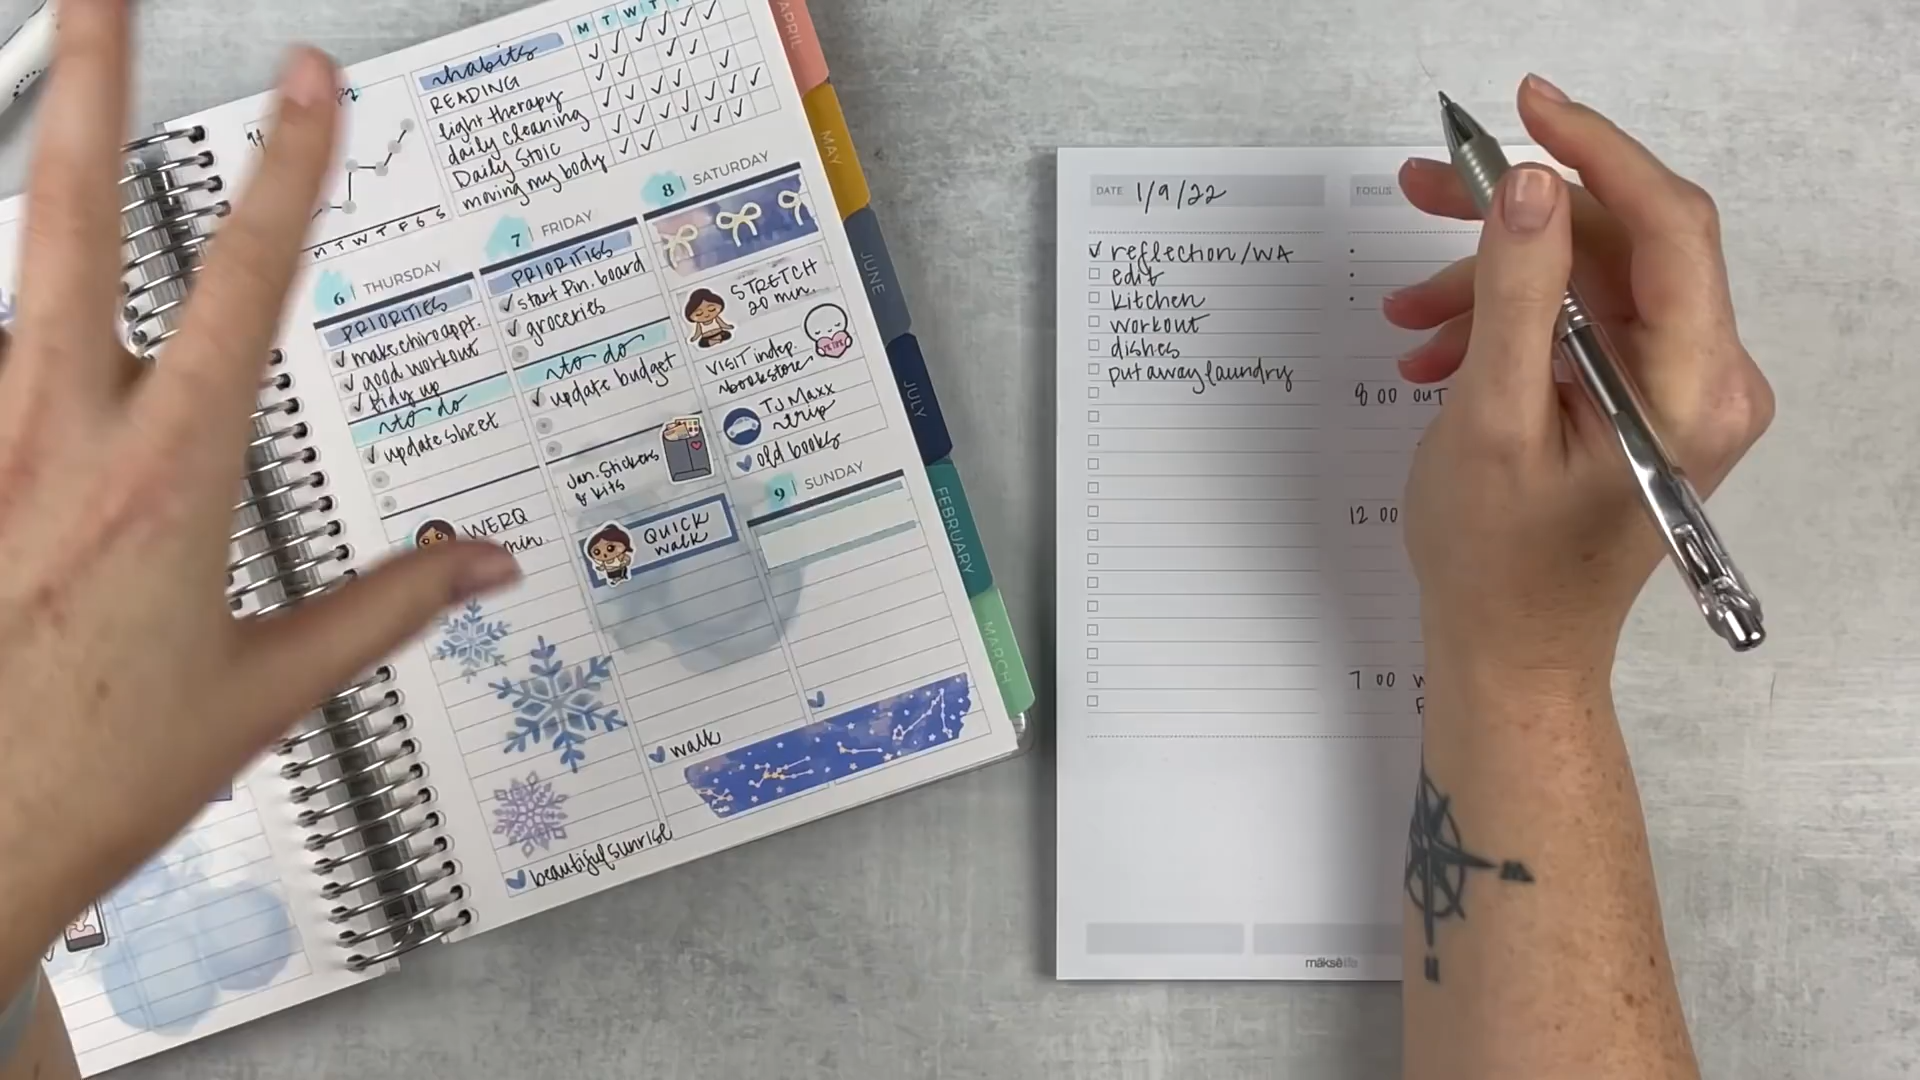 habits
M T W T
READING
light therapy
daily cleaning
Daily Stoic
moving my body
M T W T F S S
6 THURSDAY
PRIORITIES
make chiro appt.
good workout
tidy up
to do
update sheet
WERQ
min.
beautiful sunrise
7 FRIDAY
PRIORITIES
start Pin. board
groceries
to do
update budget
Jan. Stickers
& kits
QUICK
walk
walk
8 SATURDAY
STRETCH
20 min.
VISIT indep.
bookstore
TJ Maxx
trip
old books
9 SUNDAY
APRIL
MAY
JUNE
JULY
FEBRUARY
MARCH
DATE 1/9/22
FOCUS
reflection/WA
edit
kitchen
workout
dishes
put away laundry
8 00 OUT
12 00
7 00 W
mäksēlife